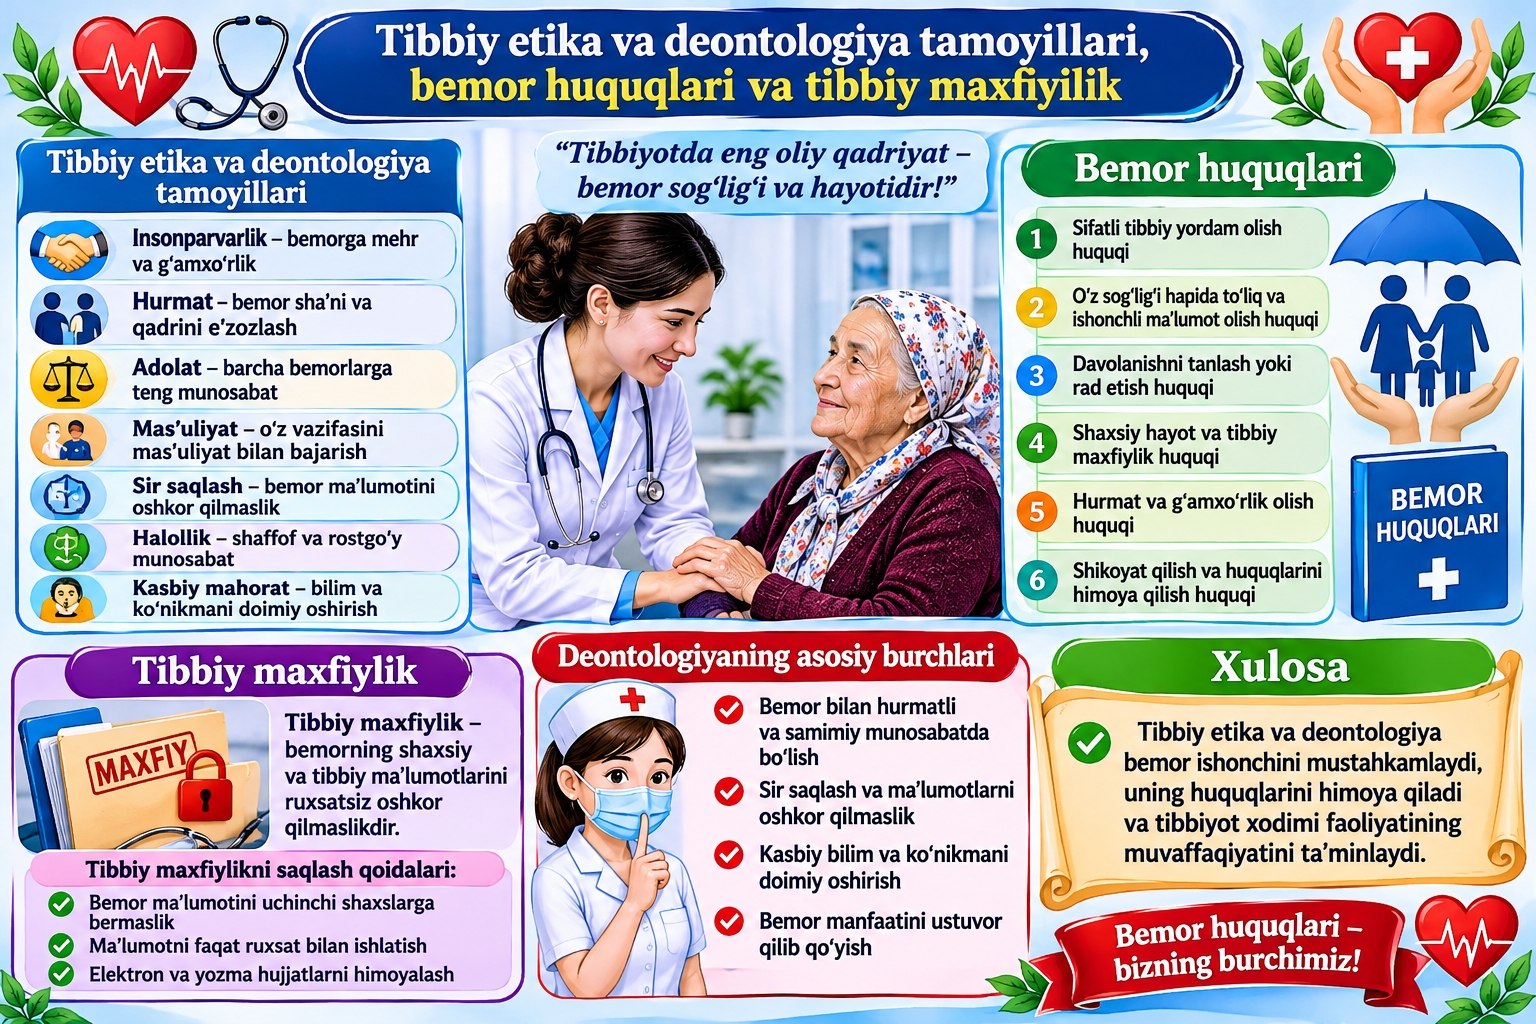 Tibbiy etika va deontologiya tamoyillari,
bemor huquqlari va tibbiy maxfiyilik
Tibbiy etika va deontologiya
tamoyillari
Insonparvarlik – bemorga mehr
va g‘amxo‘rlik
Hurmat – bemor sha’ni va
qadrini e’zozlash
Adolat – barcha bemorlarga
teng munosabat
Mas’uliyat – o‘z vazifasini
mas’uliyat bilan bajarish
Sir saqlash – bemor ma’lumotini
oshkor qilmaslik
Halollik – shaffof va rostgo‘y
munosabat
Kasbiy mahorat – bilim va
ko‘nikmani doimiy oshirish
“Tibbiyotda eng oliy qadriyat –
bemor sog‘lig‘i va hayotidir!”
Bemor huquqlari
1 Sifatli tibbiy yordam olish
huquqi
2 O‘z sog‘lig‘i hapida to‘liq va
ishonchli ma’lumot olish huquqi
3 Davolanishni tanlash yoki
rad etish huquqi
4 Shaxsiy hayot va tibbiy
maxfiylik huquqi
5 Hurmat va g‘amxo‘rlik olish
huquqi
6 Shikoyat qilish va huquqlarini
himoya qilish huquqi
BEMOR
HUQUQLARI
Tibbiy maxfiylik
MAXFIY
Tibbiy maxfiylik –
bemorning shaxsiy
va tibbiy ma’lumotlarini
ruxsatsiz oshkor
qilmaslikdir.
Tibbiy maxfiylikni saqlash qoidalari:
Bemor ma’lumotini uchinchi shaxslarga
bermaslik
Ma’lumotni faqat ruxsat bilan ishlatish
Elektron va yozma hujjatlarni himoyalash
Deontologiyaning asosiy burchlari
Bemor bilan hurmatli
va samimiy munosabatda
bo‘lish
Sir saqlash va ma’lumotlarni
oshkor qilmaslik
Kasbiy bilim va ko‘nikmani
doimiy oshirish
Bemor manfaatini ustuvor
qilib qo‘yish
Xulosa
Tibbiy etika va deontologiya
bemor ishonchini mustahkamlaydi,
uning huquqlarini himoya qiladi
va tibbiyot xodimi faoliyatining
muvaffaqiyatini ta’minlaydi.
Bemor huquqlari –
bizning burchimiz!